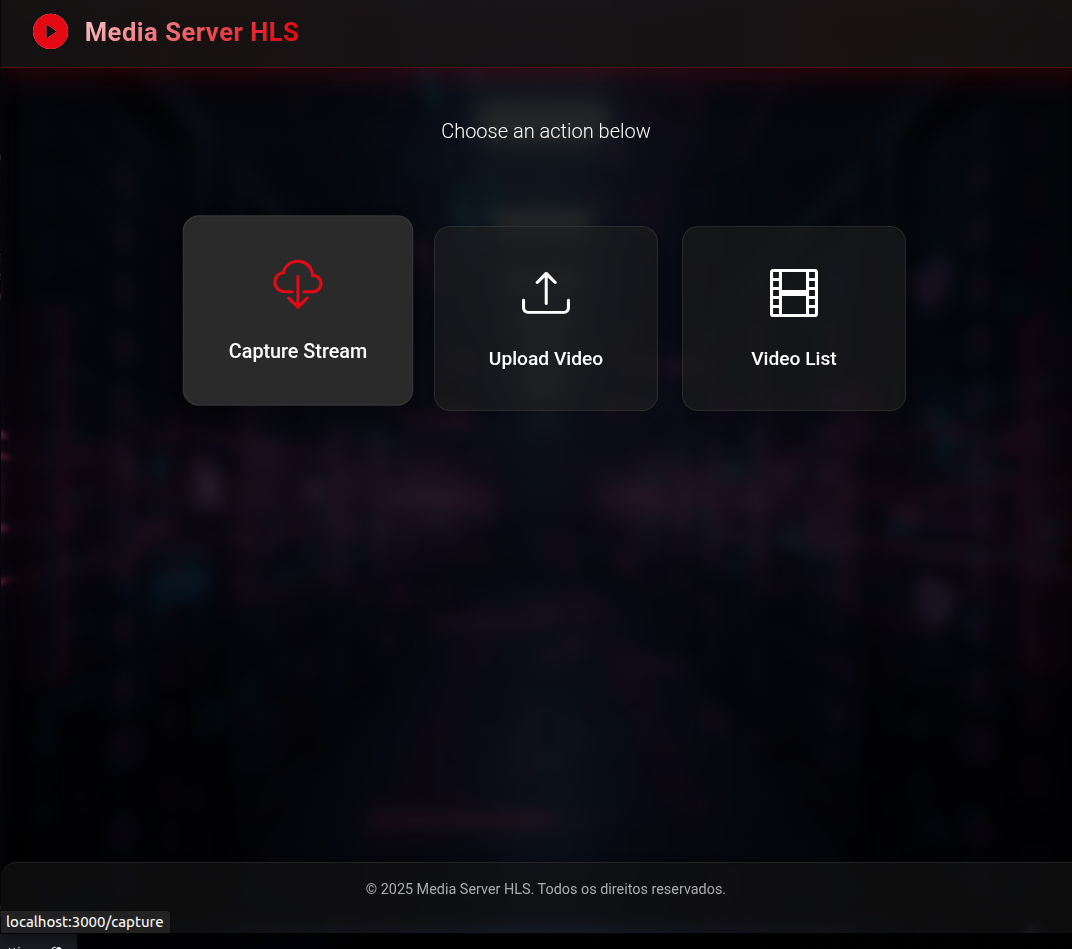 Media Server HLS
Choose an action below
Capture Stream
Upload Video
Video List
© 2025 Media Server HLS. Todos os direitos reservados.
localhost:3000/capture